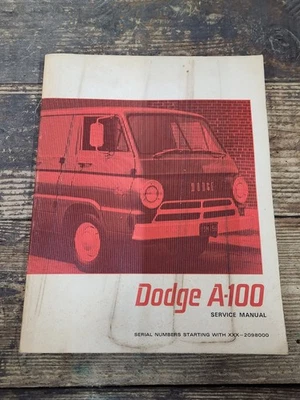 DODGE
Dodge A-100
SERVICE MANUAL
SERIAL NUMBERS STARTING WITH XXX-2098000